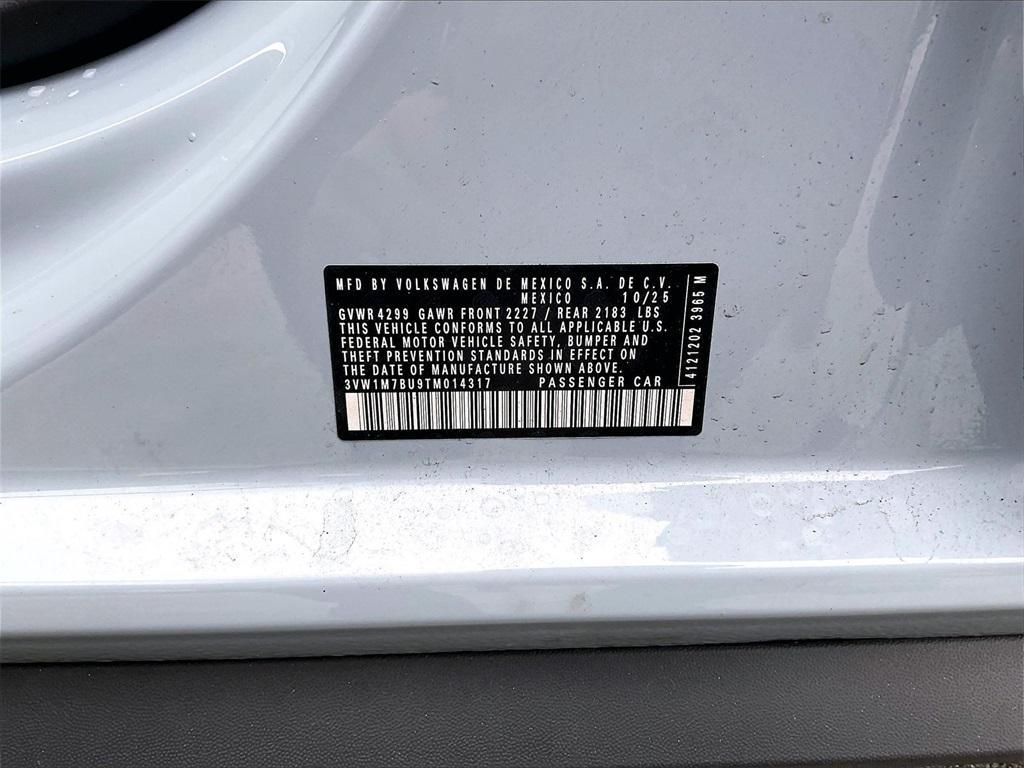 MFD BY VOLKSWAGEN DE MEXICO S.A. DE C.V.
MEXICO 10/25
GVWR 4299 GAWR FRONT 2227 / REAR 2183 LBS
THIS VEHICLE CONFORMS TO ALL APPLICABLE U.S.
FEDERAL MOTOR VEHICLE SAFETY, BUMPER AND
THEFT PREVENTION STANDARDS IN EFFECT ON
THE DATE OF MANUFACTURE SHOWN ABOVE.
3VW1M7BU9TM014317 PASSENGER CAR
4121202 3965 M